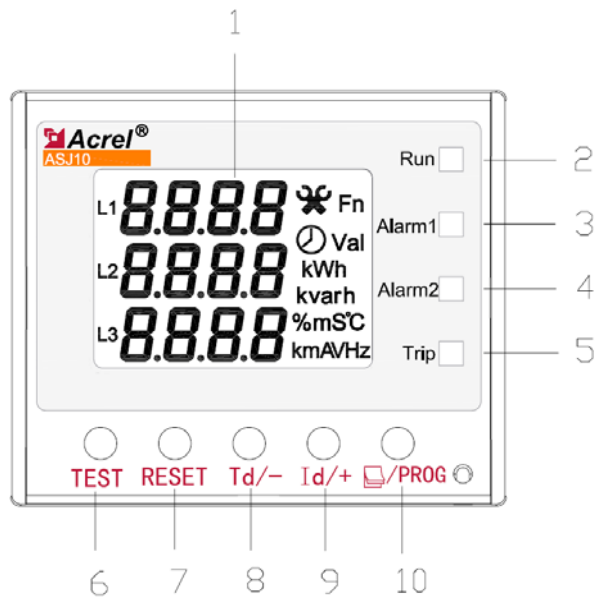 1
Acrel®
ASJ10
Run 2
L1 8.8.8.8 Fn
Alarm1 3
Val
L2 8.8.8.8 kWh
Alarm2 4
kvarh
L3 8.8.8.8 %mS℃
kmAVHz
Trip 5
TEST RESET Td/- Id/+ /PROG
6 7 8 9 10